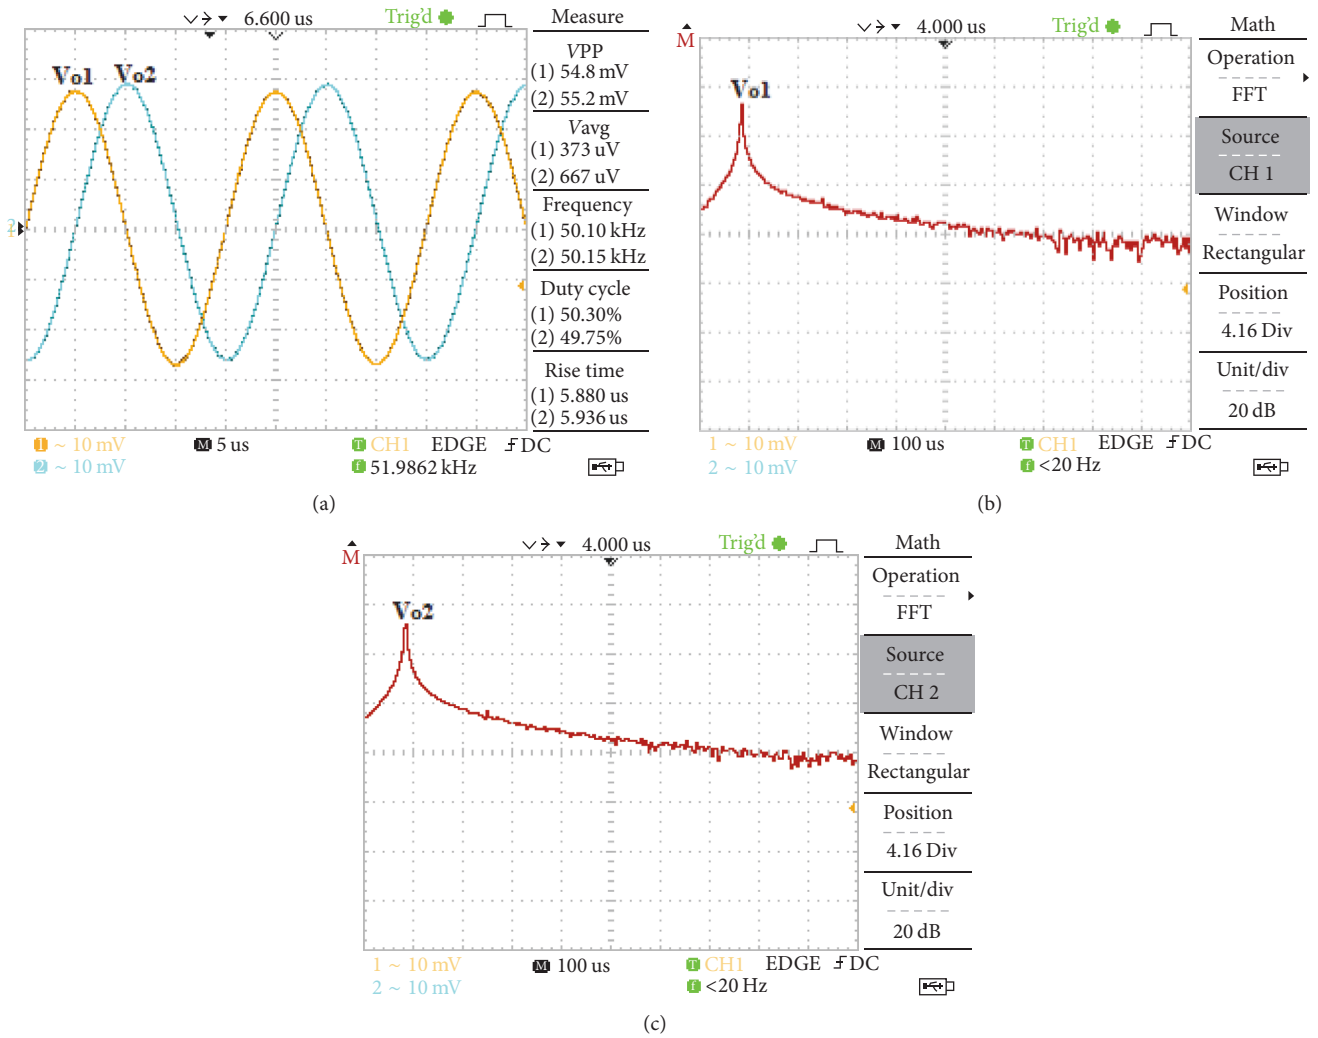 6.600 us Trig'd Measure
Vo1 Vo2
VPP
(1) 54.8 mV
(2) 55.2 mV
Vavg
(1) 373 uV
(2) 667 uV
Frequency
(1) 50.10 kHz
(2) 50.15 kHz
Duty cycle
(1) 50.30%
(2) 49.75%
Rise time
(1) 5.880 us
(2) 5.936 us
1 ~ 10 mV M 5 us T CH1 EDGE DC
2 ~ 10 mV f 51.9862 kHz
(a)
M 4.000 us Trig'd Math
Vo1
Operation
FFT
Source
CH 1
Window
Rectangular
Position
4.16 Div
Unit/div
20 dB
1 ~ 10 mV M 100 us T CH1 EDGE DC
2 ~ 10 mV f <20 Hz
(b)
M 4.000 us Trig'd Math
Vo2
Operation
FFT
Source
CH 2
Window
Rectangular
Position
4.16 Div
Unit/div
20 dB
1 ~ 10 mV M 100 us T CH1 EDGE DC
2 ~ 10 mV f <20 Hz
(c)